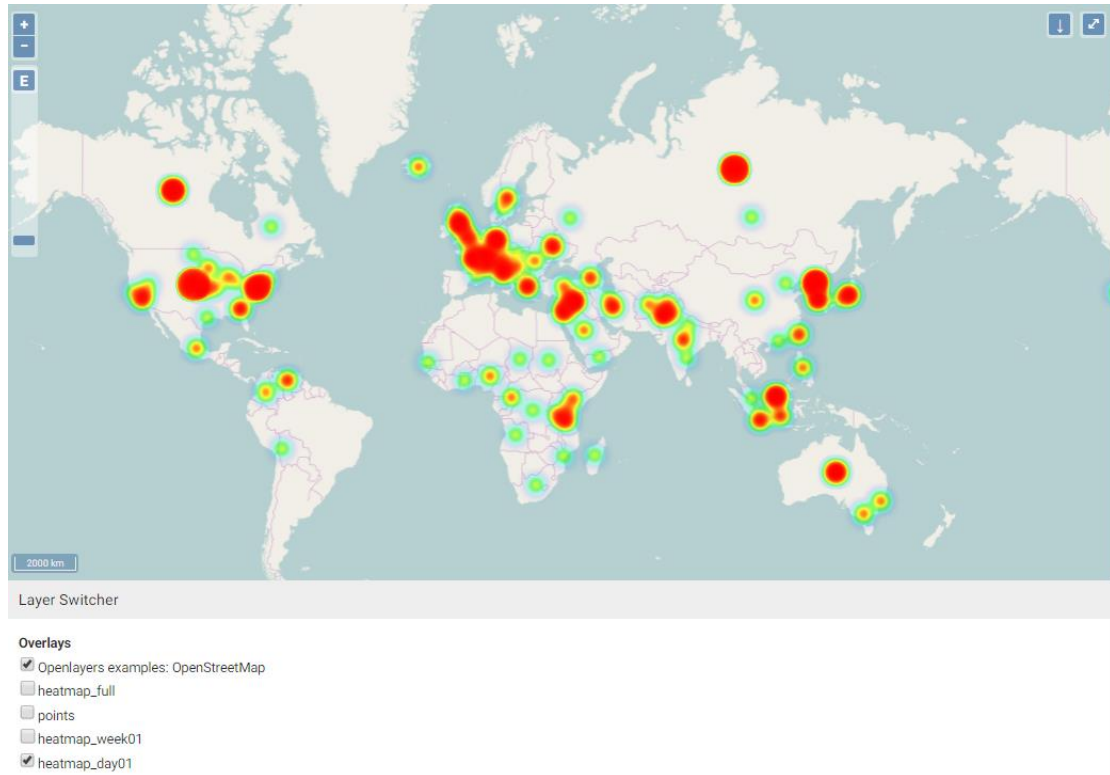 +
−
E
↓
⤢
2000 km
Layer Switcher
Overlays
Openlayers examples: OpenStreetMap
heatmap_full
points
heatmap_week01
heatmap_day01